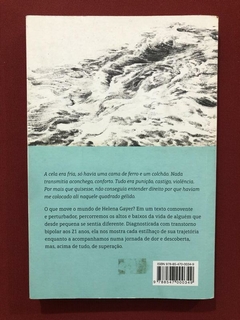 A cela era fria, só havia uma cama de ferro e um colchão. Nada
transmitia aconchego, conforto. Tudo era punição, castigo, violência.
Por mais que quisesse, não conseguia entender direito por que haviam
me colocado ali naquele quadrado gélido.
O que move o mundo de Helena Gayer? Em um texto comovente
e perturbador, percorremos os altos e baixos da vida de alguém que
desde pequena se sentia diferente. Diagnosticada com transtorno
bipolar aos 21 anos, ela nos mostra cada estilhaço de sua trajetória
enquanto a acompanhamos numa jornada de dor e descoberta,
mas, acima de tudo, de superação.